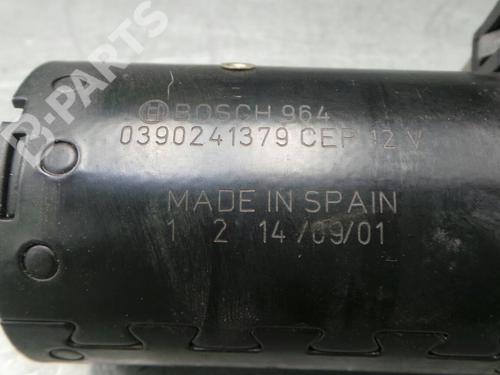 B-PARTS
BOSCH 964
0390241379 CEP 12 V
MADE IN SPAIN
1 2 14/09/01